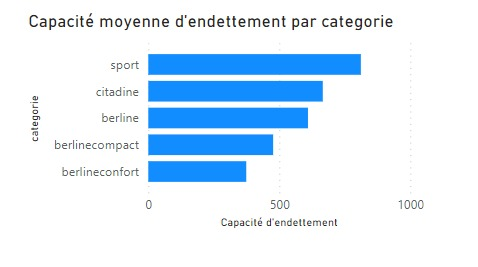 Capacité moyenne d'endettement par categorie
categorie
sport
citadine
berline
berlinecompact
berlineconfort
0 500 1000
Capacité d'endettement